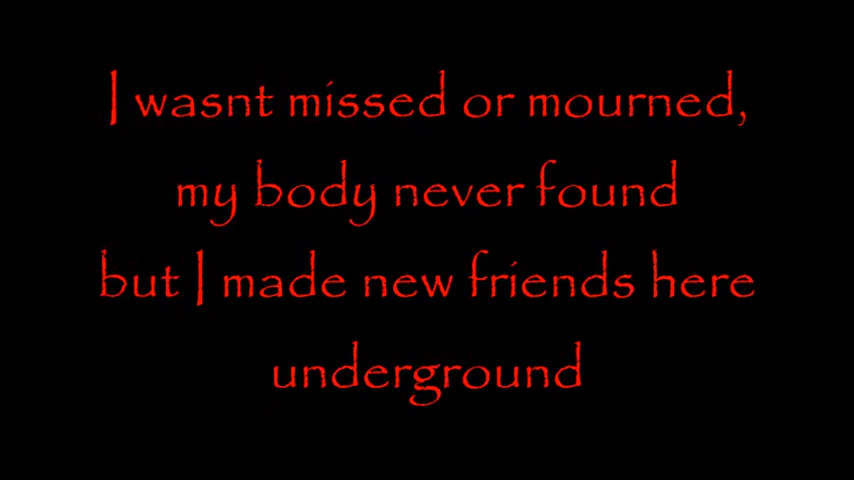 I wasnt missed or mourned,
my body never found
but I made new friends here
underground